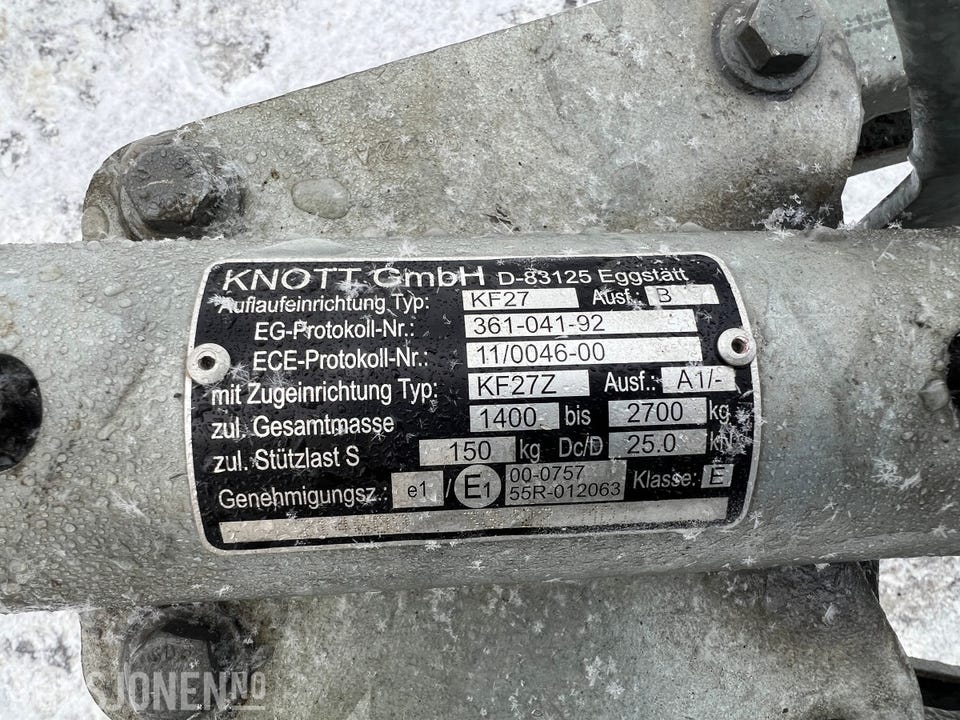 KNOTT GmbH D-83125 Eggstätt
Auflaufeinrichtung Typ: KF27 Ausf.: B
EG-Protokoll-Nr.: 361-041-92
ECE-Protokoll-Nr.: 11/0046-00
mit Zugeinrichtung Typ: KF27Z Ausf.: A1/-
zul. Gesamtmasse 1400 bis 2700 kg
zul. Stützlast S 150 kg Dc/D 25.0 kN
Genehmigungsz.: e1 / E1 00-0757 Klasse: E
55R-012063